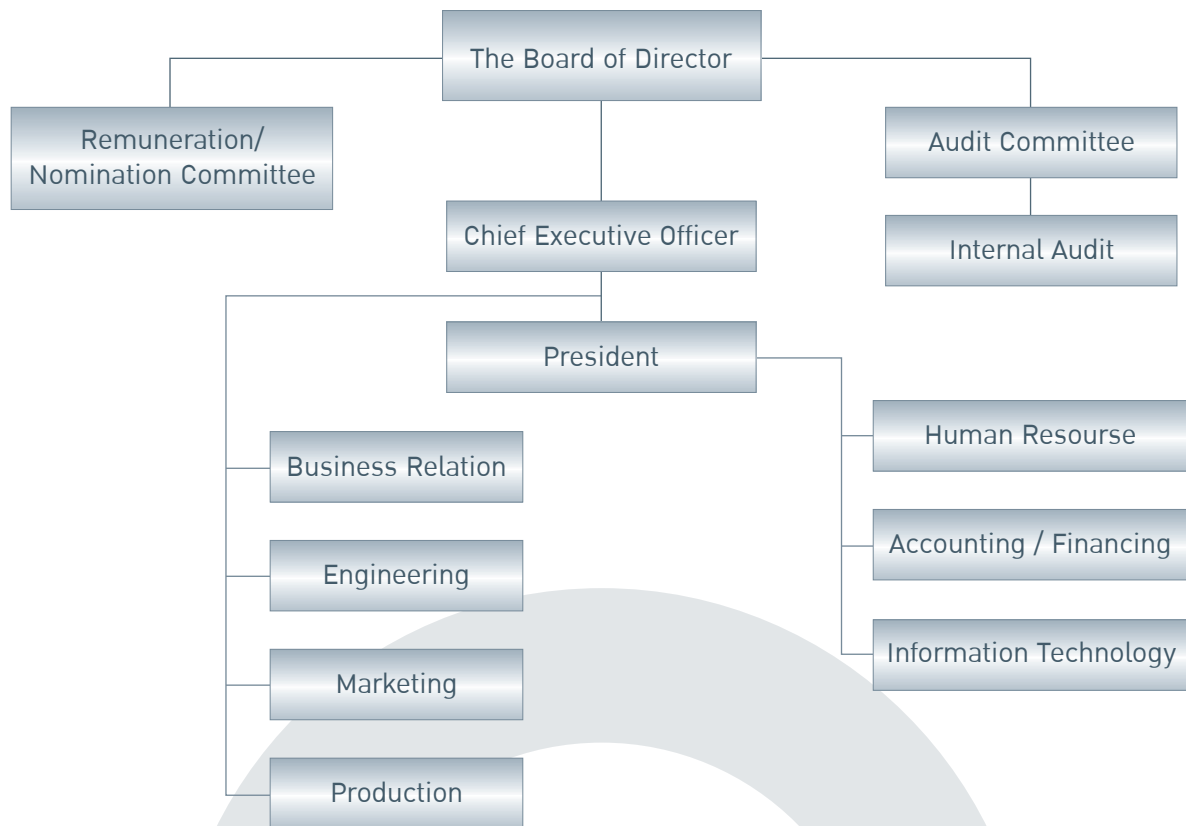 The Board of Director
Remuneration/
Nomination Committee
Audit Committee
Chief Executive Officer
Internal Audit
President
Human Resourse
Business Relation
Accounting / Financing
Engineering
Information Technology
Marketing
Production